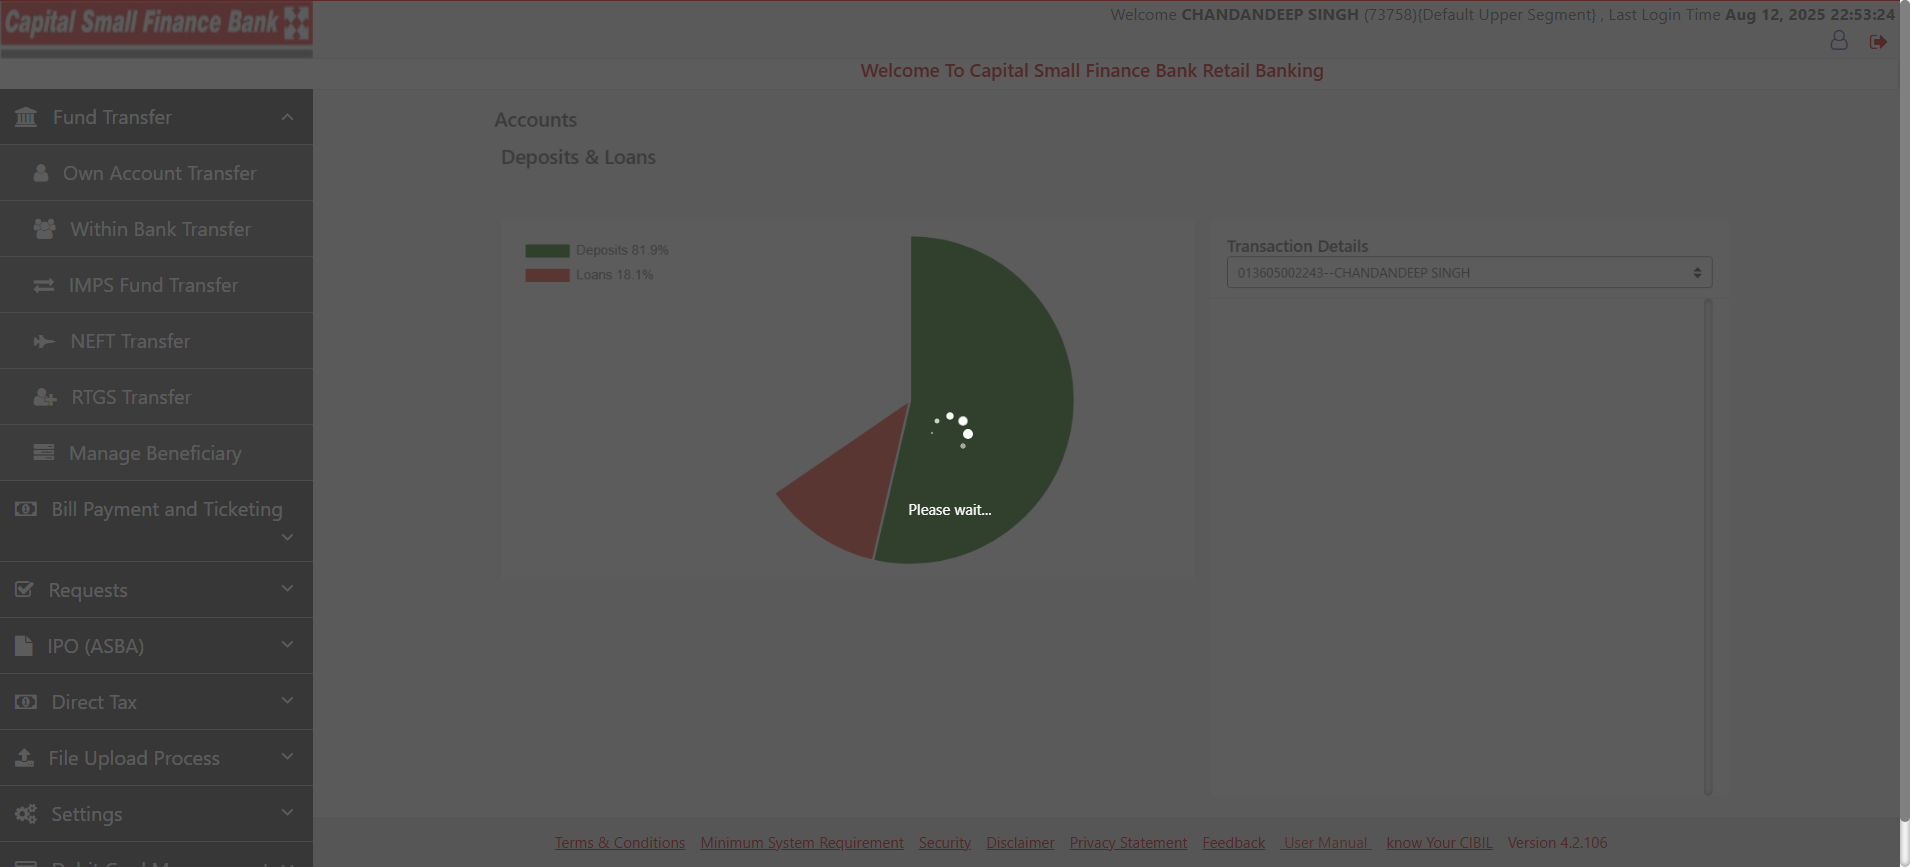 Capital Small Finance Bank
Welcome CHANDANDEEP SINGH (73758){Default Upper Segment} , Last Login Time Aug 12, 2025 22:53:24
Welcome To Capital Small Finance Bank Retail Banking
Fund Transfer
Own Account Transfer
Within Bank Transfer
IMPS Fund Transfer
NEFT Transfer
RTGS Transfer
Manage Beneficiary
Bill Payment and Ticketing
Requests
IPO (ASBA)
Direct Tax
File Upload Process
Settings
Accounts
Deposits & Loans
Deposits 81.9%
Loans 18.1%
Please wait...
Transaction Details
013605002243--CHANDANDEEP SINGH
Terms & Conditions Minimum System Requirement Security Disclaimer Privacy Statement Feedback User Manual know Your CIBIL Version 4.2.106